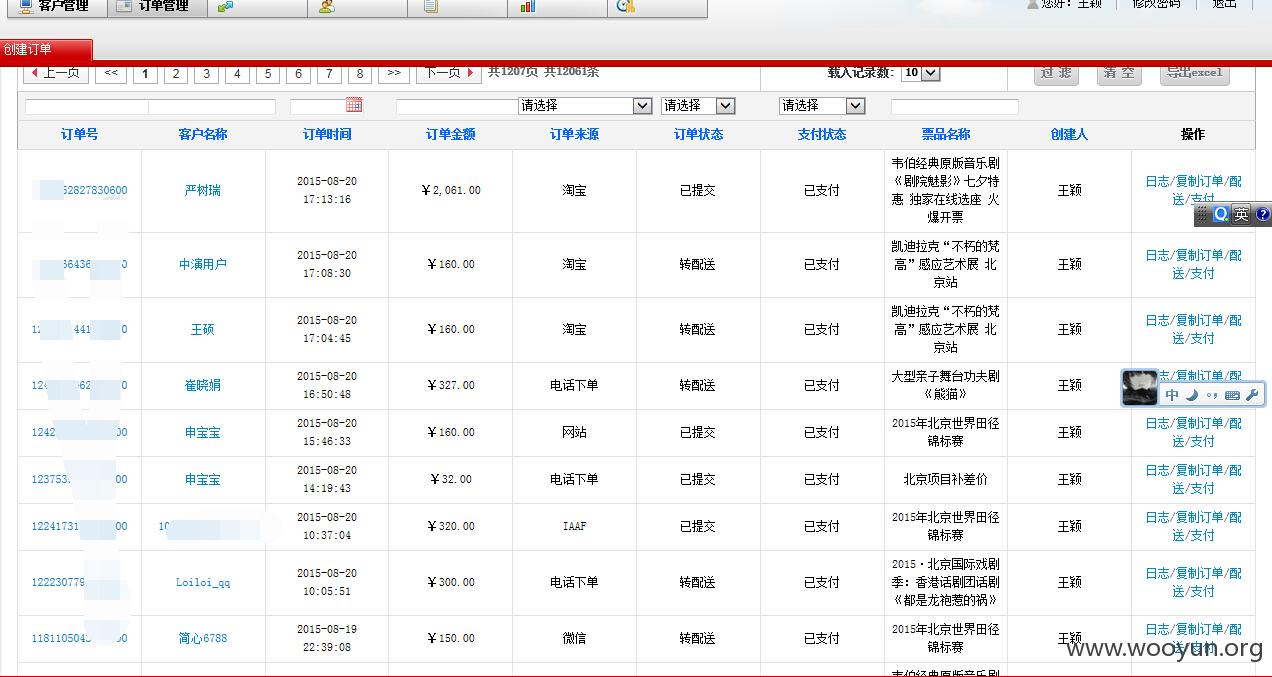 客户管理 订单管理 您好：王颖 修改密码 退出
创建订单
上一页 << 1 2 3 4 5 6 7 8 >> 下一页 共1207页 共12061条 载入记录数: 10 过滤 清空 导出excel
请选择 请选择 请选择
订单号 客户名称 订单时间 订单金额 订单来源 订单状态 支付状态 票品名称 创建人 操作
52827830600 严树瑞 2015-08-20 17:13:16 ￥2,061.00 淘宝 已提交 已支付 韦伯经典原版音乐剧《剧院魅影》七夕特惠 独家在线选座 火爆开票 王颖 日志/复制订单/配送/支付
英
6436 0 中演用户 2015-08-20 17:08:30 ￥160.00 淘宝 转配送 已支付 凯迪拉克“不朽的梵高”感应艺术展 北京站 王颖 日志/复制订单/配送/支付
441 0 王硕 2015-08-20 17:04:45 ￥160.00 淘宝 转配送 已支付 凯迪拉克“不朽的梵高”感应艺术展 北京站 王颖 日志/复制订单/配送/支付
崔晓娟 2015-08-20 16:50:48 ￥327.00 电话下单 转配送 已支付 大型亲子舞台功夫剧《熊猫》 王颖 志/复制订单/配
中
1242 00 申宝宝 2015-08-20 15:46:33 ￥160.00 网站 已提交 已支付 2015年北京世界田径锦标赛 王颖 日志/复制订单/配送/支付
12375 00 申宝宝 2015-08-20 14:19:43 ￥32.00 电话下单 已提交 已支付 北京项目补差价 王颖 日志/复制订单/配送/支付
12241731 00 10 2015-08-20 10:37:04 ￥320.00 IAAF 已提交 已支付 2015年北京世界田径锦标赛 王颖 日志/复制订单/配送/支付
122230779 Loiloi_qq 2015-08-20 10:05:51 ￥300.00 电话下单 转配送 已支付 2015·北京国际戏剧季：香港话剧团话剧《都是龙袍惹的祸》 王颖 日志/复制订单/配送/支付
118110504 00 简心6788 2015-08-19 22:39:08 ￥150.00 微信 转配送 已支付 2015年北京世界田径锦标赛 王颖 日志/复制订单/配送/支付
www.wooyun.org
韦伯经典原版音乐剧